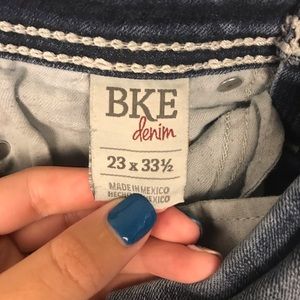 BKE
denim
23 x 33½
MADE IN MEXICO
HECHO EN MEXICO